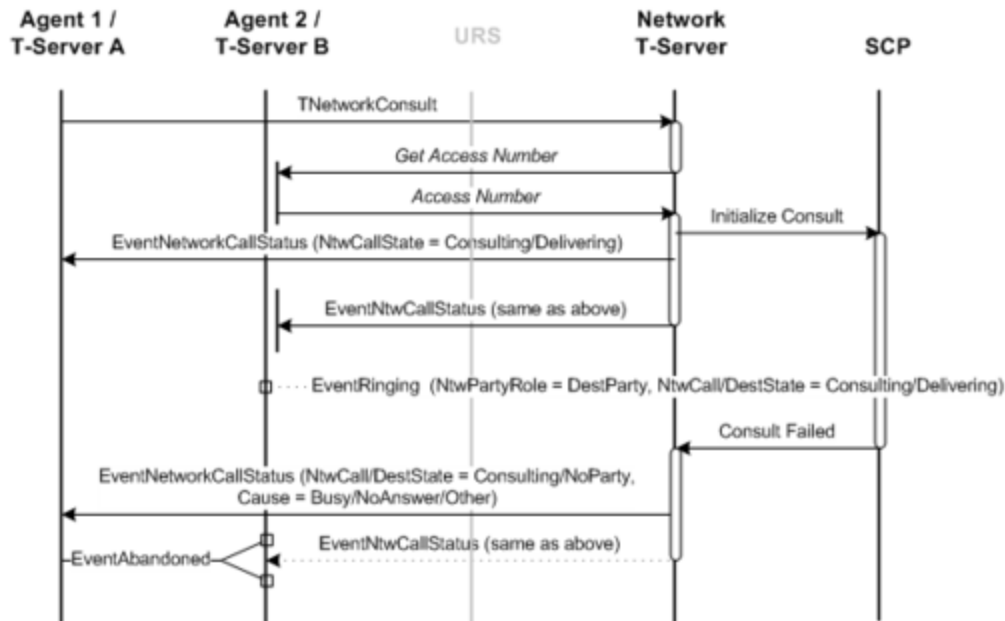 Agent 1 /
T-Server A
Agent 2 /
T-Server B
URS
Network
T-Server
SCP
TNetworkConsult
Get Access Number
Access Number
Initialize Consult
EventNetworkCallStatus (NtwCallState = Consulting/Delivering)
EventNtwCallStatus (same as above)
EventRinging (NtwPartyRole = DestParty, NtwCall/DestState = Consulting/Delivering)
Consult Failed
EventNetworkCallStatus (NtwCall/DestState = Consulting/NoParty,
Cause = Busy/NoAnswer/Other)
EventNtwCallStatus (same as above)
EventAbandoned